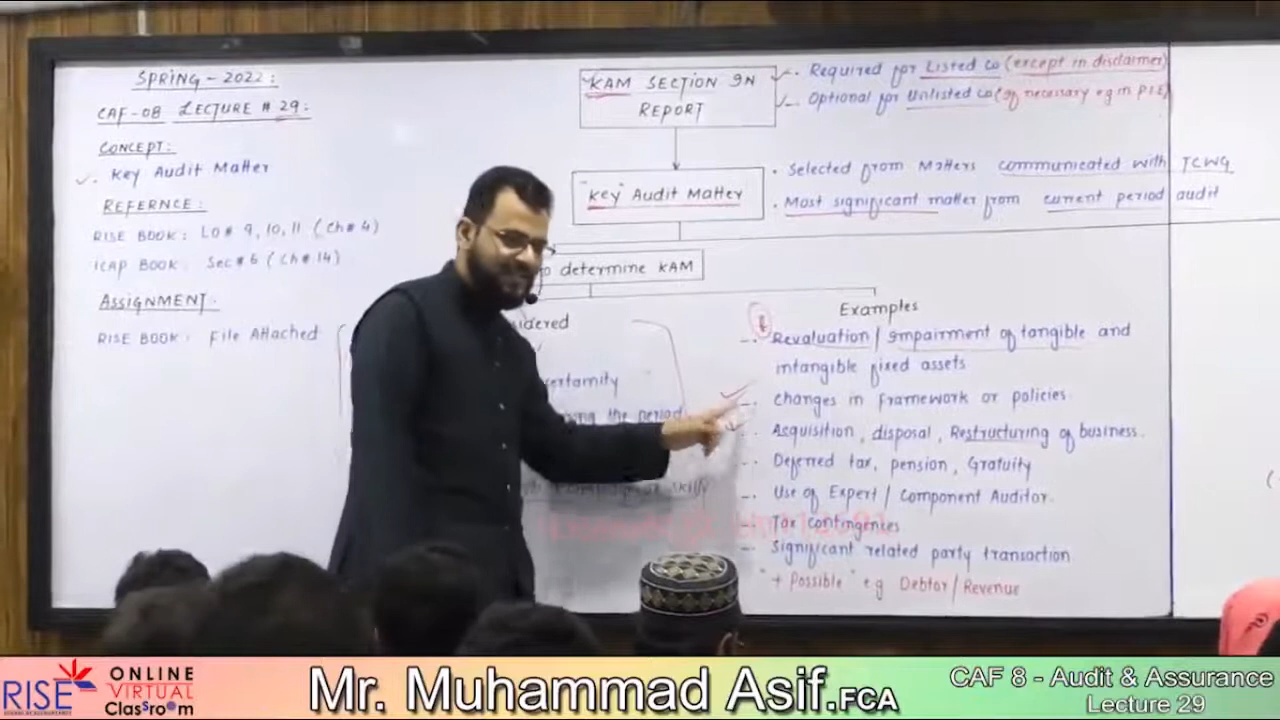 SPRING - 2022:
CAF-08 LECTURE # 29:
CONCEPT:
Key Audit Matter
REFERNCE:
RISE BOOK: LO# 9, 10, 11 (Ch# 4)
ICAP BOOK: Sec# 6 (Ch# 14)
ASSIGNMENT:
RISE BOOK: File Attached
"KAM SECTION IN
REPORT
Required for Listed Co (except in disclaimer)
Optional for Unlisted Co (if necessary e.g in P.I.E)
"Key" Audit Matter
Selected from Matters communicated with TCWG
Most significant matter from current period audit
to determine KAM
Examples
Revaluation / Impairment of tangible and
intangible fixed assets
Changes in framework or policies
Acquisition, disposal, Restructuring of business.
Deferred tax, pension, Gratuity
Use of Expert / Component Auditor.
Tax contingences
Significant related party transaction
"+ Possible" e.g Debtor / Revenue
the period
RISE
ONLINE
VIRTUAL
ClassroOm
Mr. Muhammad Asif.FCA
CAF 8 - Audit & Assurance
Lecture 29